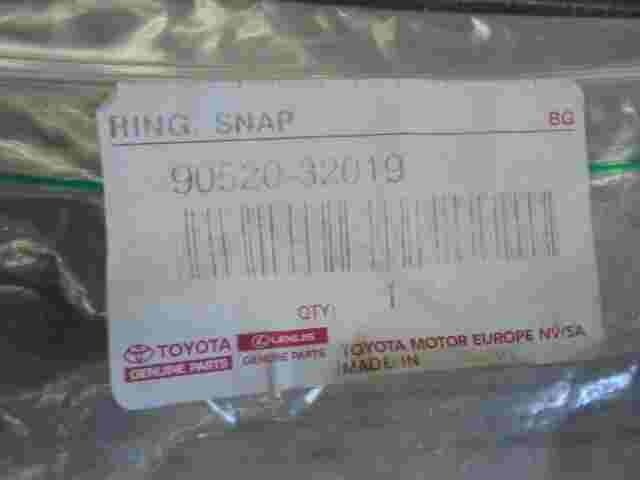 RING, SNAP BG
90520-32019
QTY: 1
TOYOTA LEXUS TOYOTA MOTOR EUROPE NV/SA
GENUINE PARTS GENUINE PARTS MADE IN